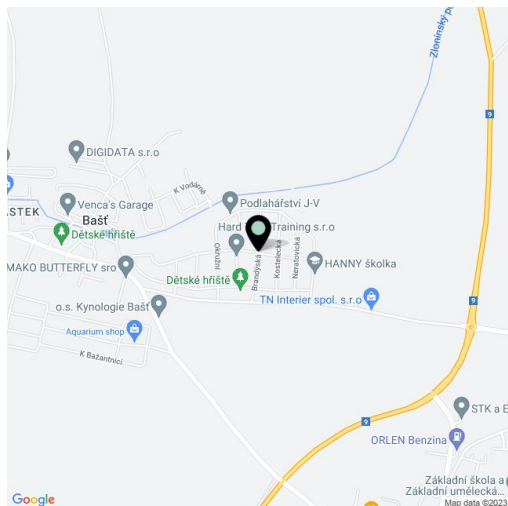 Zlonínský po
9
DIGIDATA s.r.o
K Vodárně
Venca's Garage
Podlahářství J-V
ASTEK
Bašť
Hard Training s.r.o
Dětské hřiště
Okružní
Brandýská
Kostelecká
Neratovická
MAKO BUTTERFLY sro
HANNY školka
Dětské hřiště
TN Interier spol. s.r.o
9
o.s. Kynologie Bašť
Aquarium shop
K Bažantnici
STK a E
9
ORLEN Benzina
Základní škola a
Základní umělecká...
Google
Map data ©2023